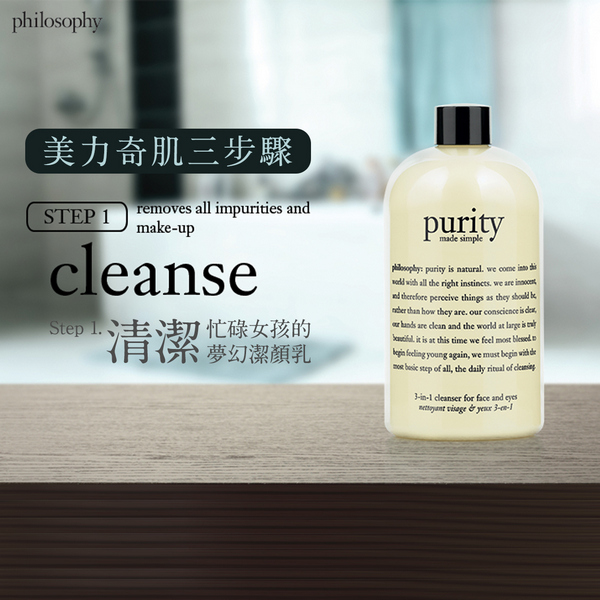 philosophy
美力奇肌三步驟
STEP 1
removes all impurities and
make-up
cleanse
Step 1. 清潔
忙碌女孩的
夢幻潔顏乳
purity
made simple
philosophy: purity is natural. we come into this
world with all the right instincts. we are innocent,
and therefore perceive things as they should be,
rather than how they are. our conscience is clear,
our hands are clean and the world at large is truly
beautiful. it is at this time we feel most blessed. to
begin feeling young again, we must begin with the
most basic step of all, the daily ritual of cleansing.
3-in-1 cleanser for face and eyes
nettoyant visage & yeux 3-en-1